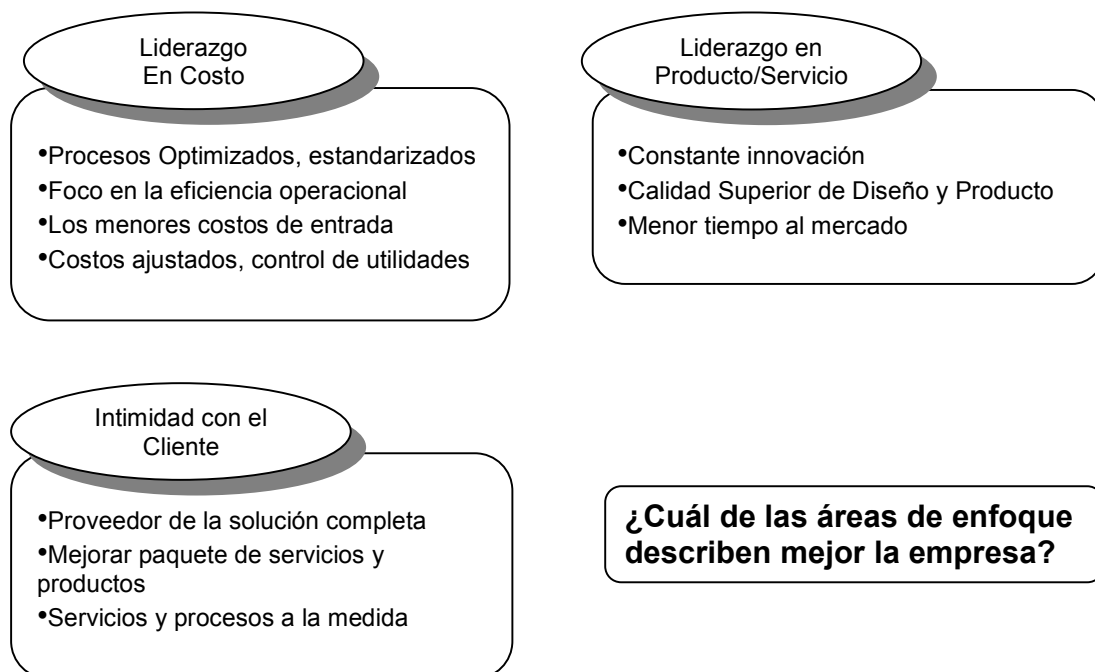 Liderazgo
En Costo
•Procesos Optimizados, estandarizados
•Foco en la eficiencia operacional
•Los menores costos de entrada
•Costos ajustados, control de utilidades
Liderazgo en
Producto/Servicio
•Constante innovación
•Calidad Superior de Diseño y Producto
•Menor tiempo al mercado
Intimidad con el
Cliente
•Proveedor de la solución completa
•Mejorar paquete de servicios y
productos
•Servicios y procesos a la medida
¿Cuál de las áreas de enfoque
describen mejor la empresa?